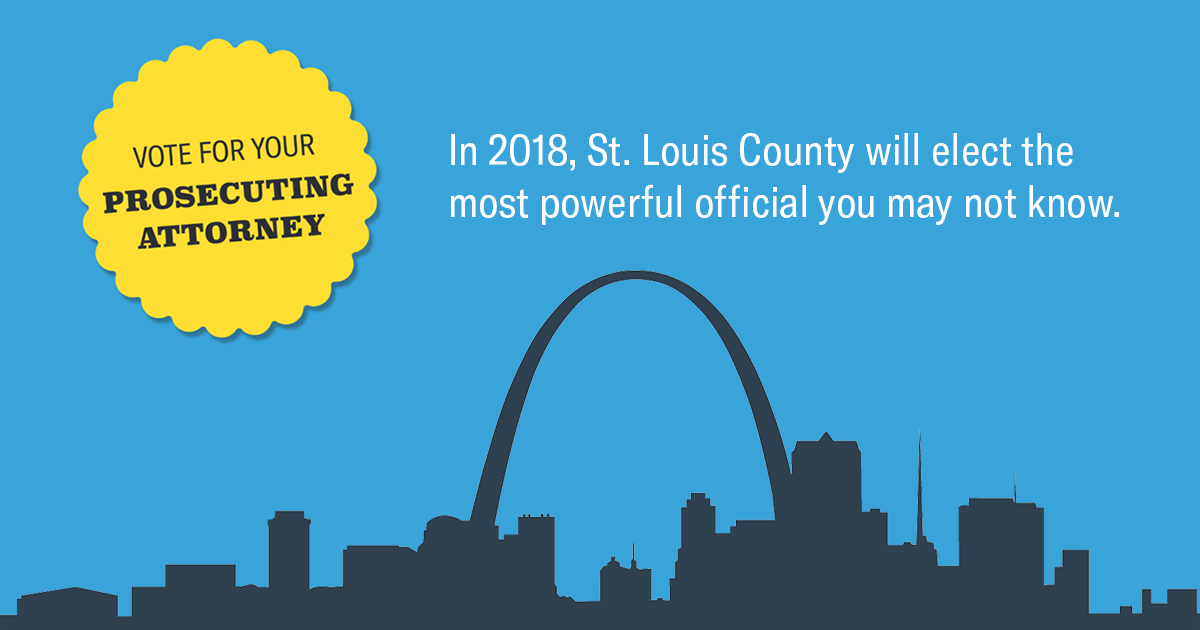 VOTE FOR YOUR
PROSECUTING
ATTORNEY
In 2018, St. Louis County will elect the
most powerful official you may not know.